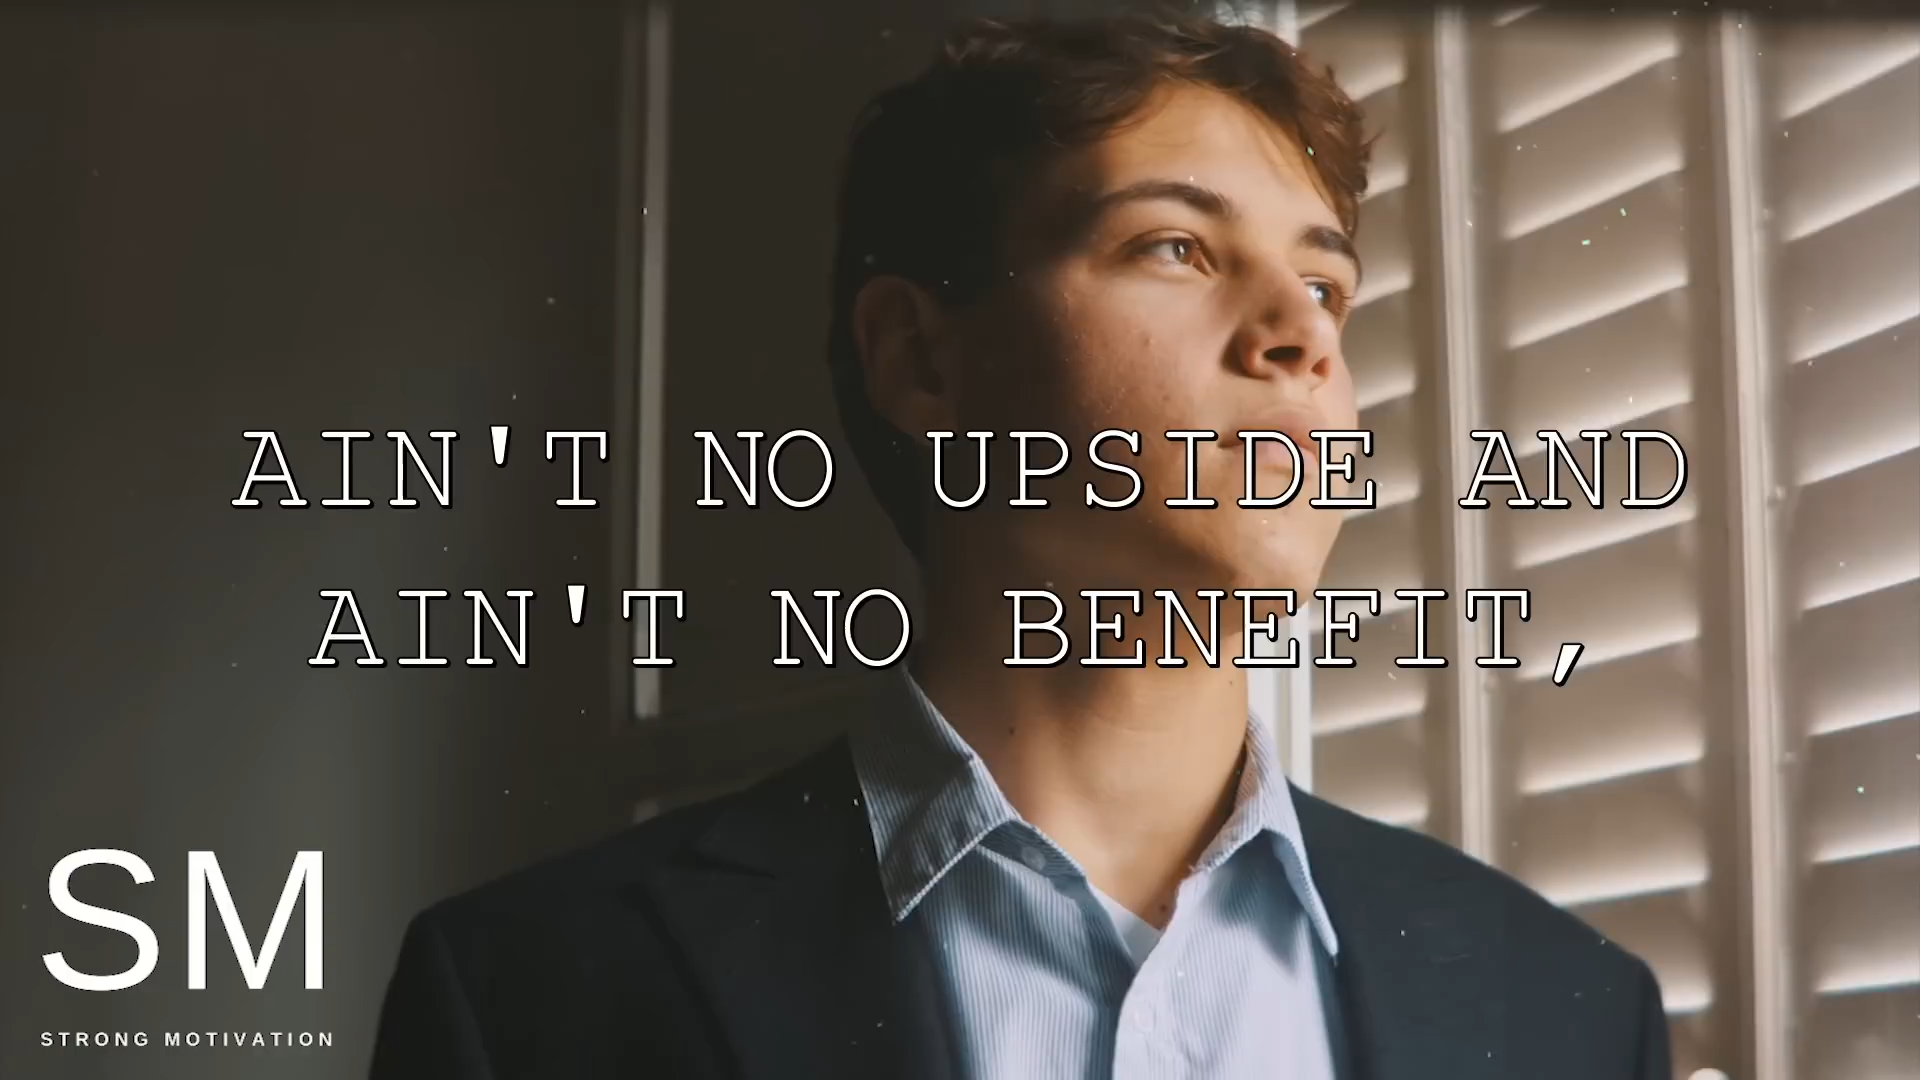 AIN'T NO UPSIDE AND
AIN'T NO BENEFIT,
SM
STRONG MOTIVATION